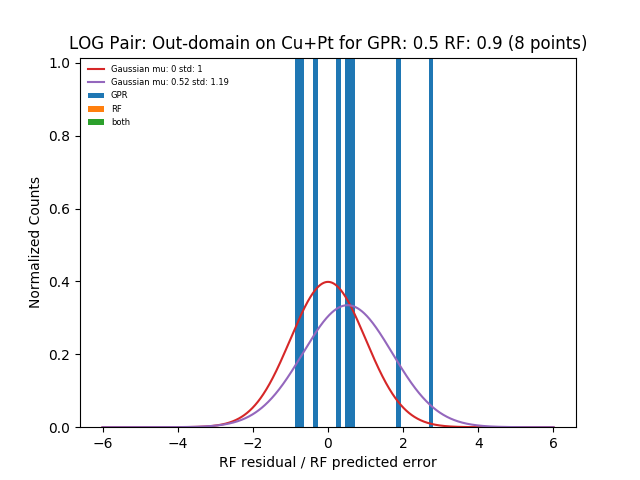 LOG Pair: Out-domain on Cu+Pt for GPR: 0.5 RF: 0.9 (8 points)
Gaussian mu: 0 std: 1
Gaussian mu: 0.52 std: 1.19
GPR
RF
both
Normalized Counts
1.0
0.8
0.6
0.4
0.2
0.0
−6
−4
−2
0
2
4
6
RF residual / RF predicted error